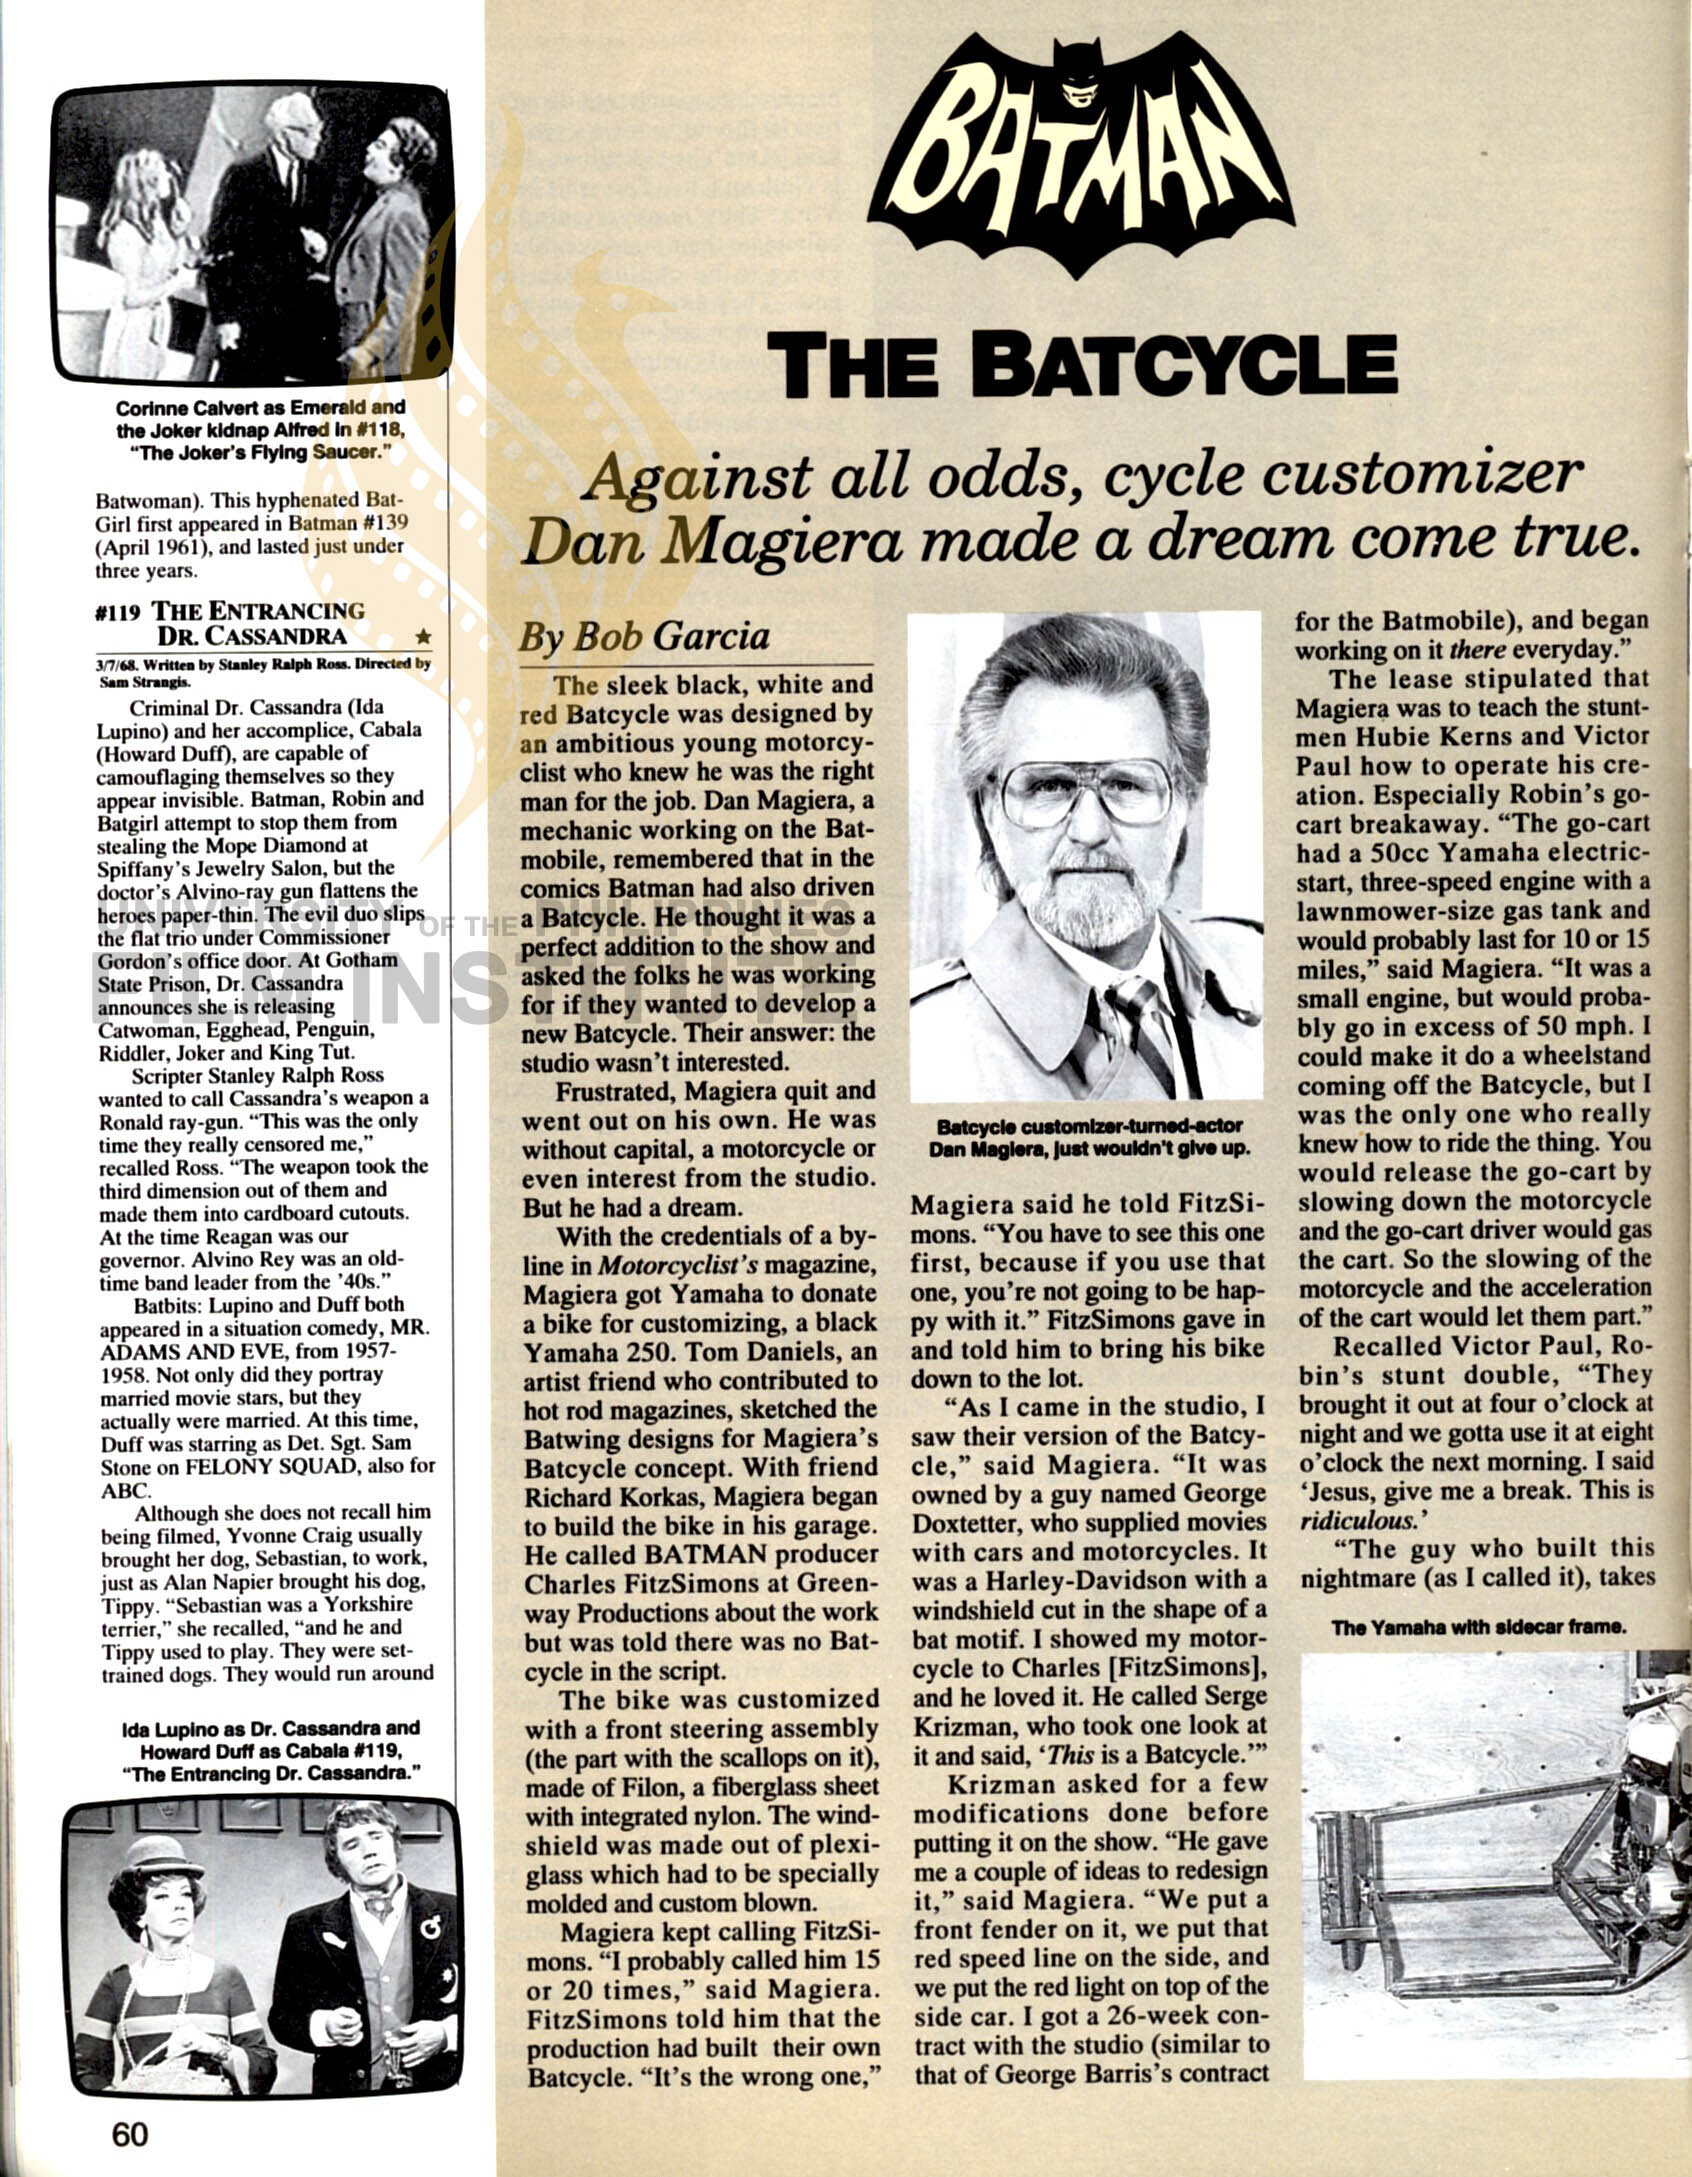 Corinne Calvert as Emerald and
the Joker kidnap Alfred in #118,
“The Joker's Flying Saucer.”
Batwoman). This hyphenated Bat-
Girl first appeared in Batman #139
(April 1961), and lasted just under
three years.
#119 THE ENTRANCING
DR. CASSANDRA ★
3/7/68. Written by Stanley Ralph Ross. Directed by
Sam Strangis.
Criminal Dr. Cassandra (Ida
Lupino) and her accomplice, Cabala
(Howard Duff), are capable of
camouflaging themselves so they
appear invisible. Batman, Robin and
Batgirl attempt to stop them from
stealing the Mope Diamond at
Spiffany's Jewelry Salon, but the
doctor's Alvino-ray gun flattens the
heroes paper-thin. The evil duo slips
the flat trio under Commissioner
Gordon's office door. At Gotham
State Prison, Dr. Cassandra
announces she is releasing
Catwoman, Egghead, Penguin,
Riddler, Joker and King Tut.
Scripter Stanley Ralph Ross
wanted to call Cassandra's weapon a
Ronald ray-gun. “This was the only
time they really censored me,”
recalled Ross. “The weapon took the
third dimension out of them and
made them into cardboard cutouts.
At the time Reagan was our
governor. Alvino Rey was an old-
time band leader from the ’40s.”
Batbits: Lupino and Duff both
appeared in a situation comedy, MR.
ADAMS AND EVE, from 1957-
1958. Not only did they portray
married movie stars, but they
actually were married. At this time,
Duff was starring as Det. Sgt. Sam
Stone on FELONY SQUAD, also for
ABC.
Although she does not recall him
being filmed, Yvonne Craig usually
brought her dog, Sebastian, to work,
just as Alan Napier brought his dog,
Tippy. “Sebastian was a Yorkshire
terrier,” she recalled, “and he and
Tippy used to play. They were set-
trained dogs. They would run around
Ida Lupino as Dr. Cassandra and
Howard Duff as Cabala #119,
“The Entrancing Dr. Cassandra.”
60
BATMAN
THE BATCYCLE
Against all odds, cycle customizer
Dan Magiera made a dream come true.
By Bob Garcia
The sleek black, white and
red Batcycle was designed by
an ambitious young motorcy-
clist who knew he was the right
man for the job. Dan Magiera, a
mechanic working on the Bat-
mobile, remembered that in the
comics Batman had also driven
a Batcycle. He thought it was a
perfect addition to the show and
asked the folks he was working
for if they wanted to develop a
new Batcycle. Their answer: the
studio wasn't interested.
Frustrated, Magiera quit and
went out on his own. He was
without capital, a motorcycle or
even interest from the studio.
But he had a dream.
With the credentials of a by-
line in Motorcyclist's magazine,
Magiera got Yamaha to donate
a bike for customizing, a black
Yamaha 250. Tom Daniels, an
artist friend who contributed to
hot rod magazines, sketched the
Batwing designs for Magiera's
Batcycle concept. With friend
Richard Korkas, Magiera began
to build the bike in his garage.
He called BATMAN producer
Charles FitzSimons at Green-
way Productions about the work
but was told there was no Bat-
cycle in the script.
The bike was customized
with a front steering assembly
(the part with the scallops on it),
made of Filon, a fiberglass sheet
with integrated nylon. The wind-
shield was made out of plexi-
glass which had to be specially
molded and custom blown.
Magiera kept calling FitzSi-
mons. “I probably called him 15
or 20 times,” said Magiera.
FitzSimons told him that the
production had built their own
Batcycle. “It's the wrong one,”
Batcycle customizer-turned-actor
Dan Magiera, just wouldn't give up.
Magiera said he told FitzSi-
mons. “You have to see this one
first, because if you use that
one, you're not going to be hap-
py with it.” FitzSimons gave in
and told him to bring his bike
down to the lot.
“As I came in the studio, I
saw their version of the Batcy-
cle,” said Magiera. “It was
owned by a guy named George
Doxtetter, who supplied movies
with cars and motorcycles. It
was a Harley-Davidson with a
windshield cut in the shape of a
bat motif. I showed my motor-
cycle to Charles [FitzSimons],
and he loved it. He called Serge
Krizman, who took one look at
it and said, ‘This is a Batcycle.’”
Krizman asked for a few
modifications done before
putting it on the show. “He gave
me a couple of ideas to redesign
it,” said Magiera. “We put a
front fender on it, we put that
red speed line on the side, and
we put the red light on top of the
side car. I got a 26-week con-
tract with the studio (similar to
that of George Barris's contract
for the Batmobile), and began
working on it there everyday.”
The lease stipulated that
Magiera was to teach the stunt-
men Hubie Kerns and Victor
Paul how to operate his cre-
ation. Especially Robin's go-
cart breakaway. “The go-cart
had a 50cc Yamaha electric-
start, three-speed engine with a
lawnmower-size gas tank and
would probably last for 10 or 15
miles,” said Magiera. “It was a
small engine, but would proba-
bly go in excess of 50 mph. I
could make it do a wheelstand
coming off the Batcycle, but I
was the only one who really
knew how to ride the thing. You
would release the go-cart by
slowing down the motorcycle
and the go-cart driver would gas
the cart. So the slowing of the
motorcycle and the acceleration
of the cart would let them part.”
Recalled Victor Paul, Ro-
bin's stunt double, “They
brought it out at four o'clock at
night and we gotta use it at eight
o'clock the next morning. I said
‘Jesus, give me a break. This is
ridiculous.’
“The guy who built this
nightmare (as I called it), takes
The Yamaha with sidecar frame.
UNIVERSITY OF THE PHILIPPINES
FILM INSTITUTE